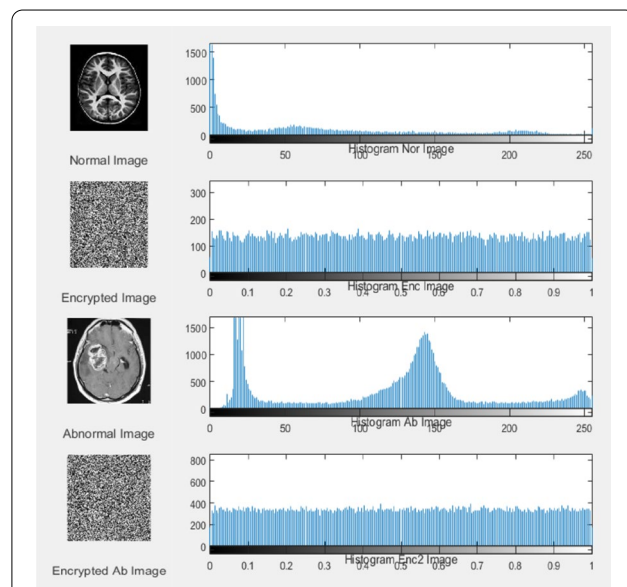 1500
1000
500
0
0 50 100 150 200 250
Histogram Nor Image
Normal Image
300
200
100
0
0 0.1 0.2 0.3 0.4 0.5 0.6 0.7 0.8 0.9 1
Histogram Enc Image
Encrypted Image
1500
1000
500
0
0 50 100 150 200 250
Histogram Ab Image
Abnormal Image
800
600
400
200
0
0 0.1 0.2 0.3 0.4 0.5 0.6 0.7 0.8 0.9 1
Histogram Enc2 Image
Encrypted Ab Image